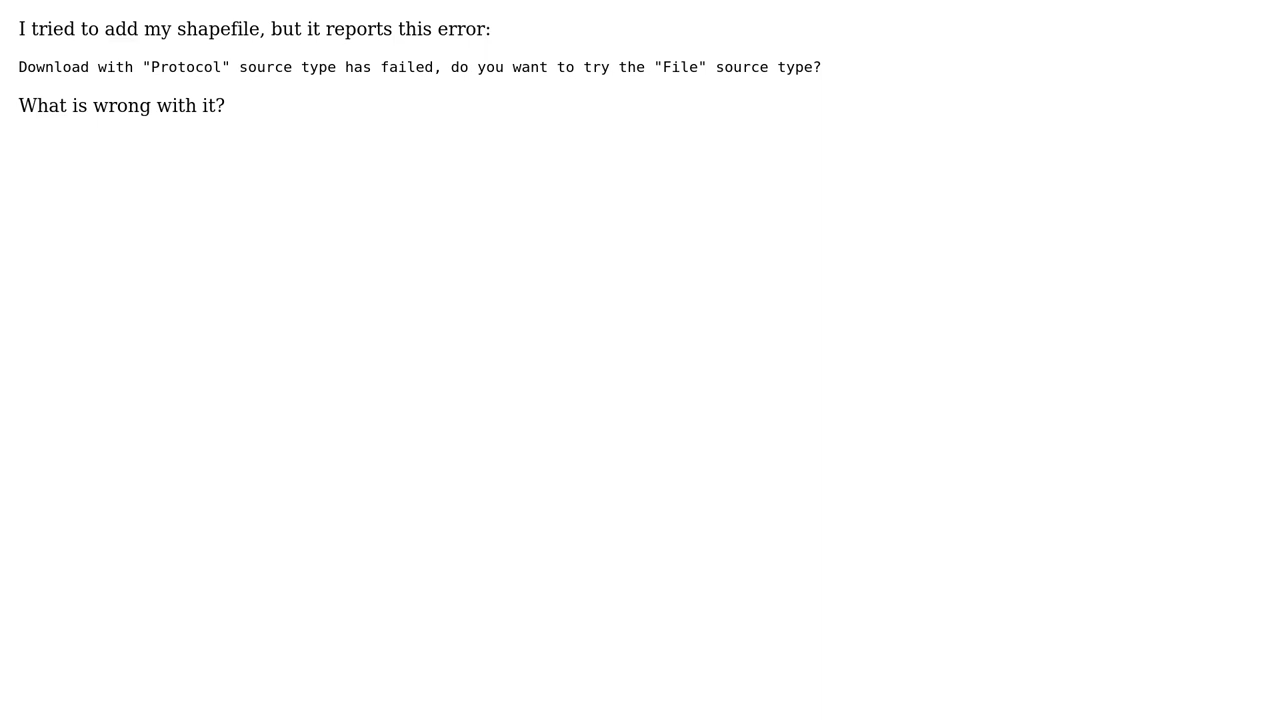 I tried to add my shapefile, but it reports this error:
Download with "Protocol" source type has failed, do you want to try the "File" source type?
What is wrong with it?